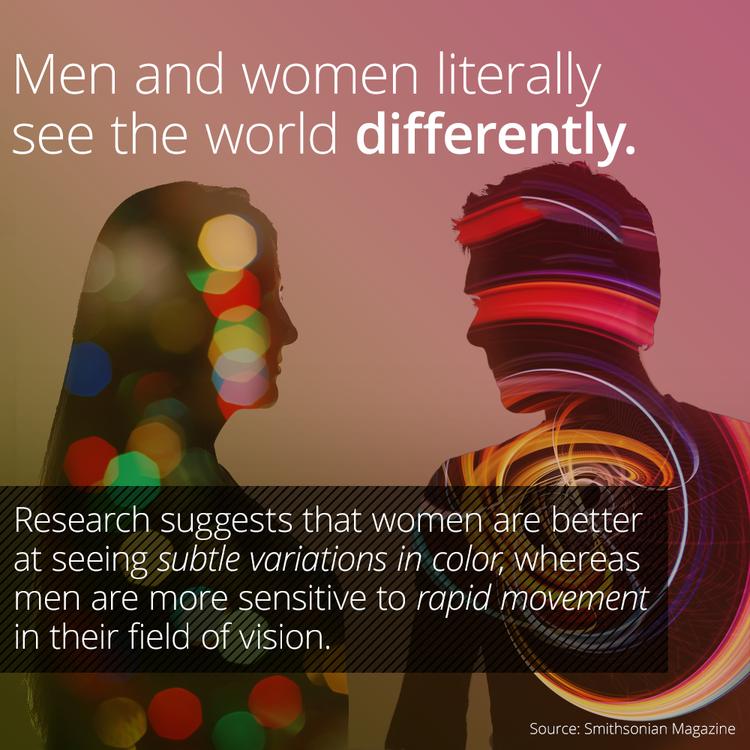 Men and women literally
see the world differently.
Research suggests that women are better
at seeing subtle variations in color, whereas
men are more sensitive to rapid movement
in their field of vision.
Source: Smithsonian Magazine